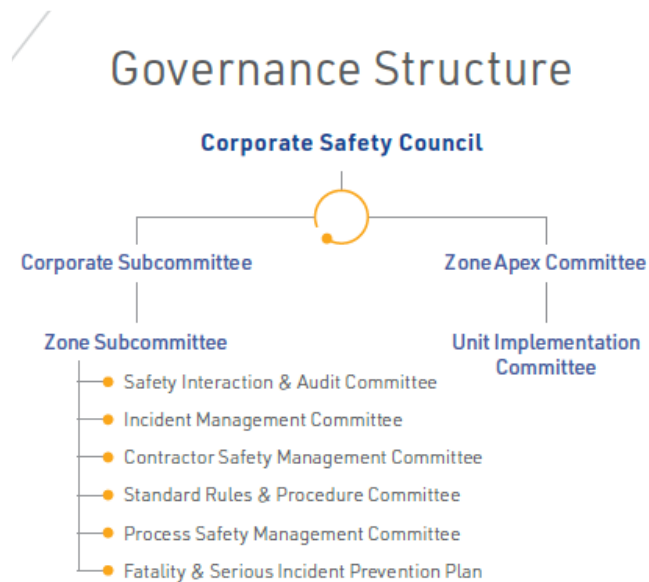 Governance Structure
Corporate Safety Council
Corporate Subcommittee
Zone Apex Committee
Zone Subcommittee
Unit Implementation
Committee
Safety Interaction & Audit Committee
Incident Management Committee
Contractor Safety Management Committee
Standard Rules & Procedure Committee
Process Safety Management Committee
Fatality & Serious Incident Prevention Plan